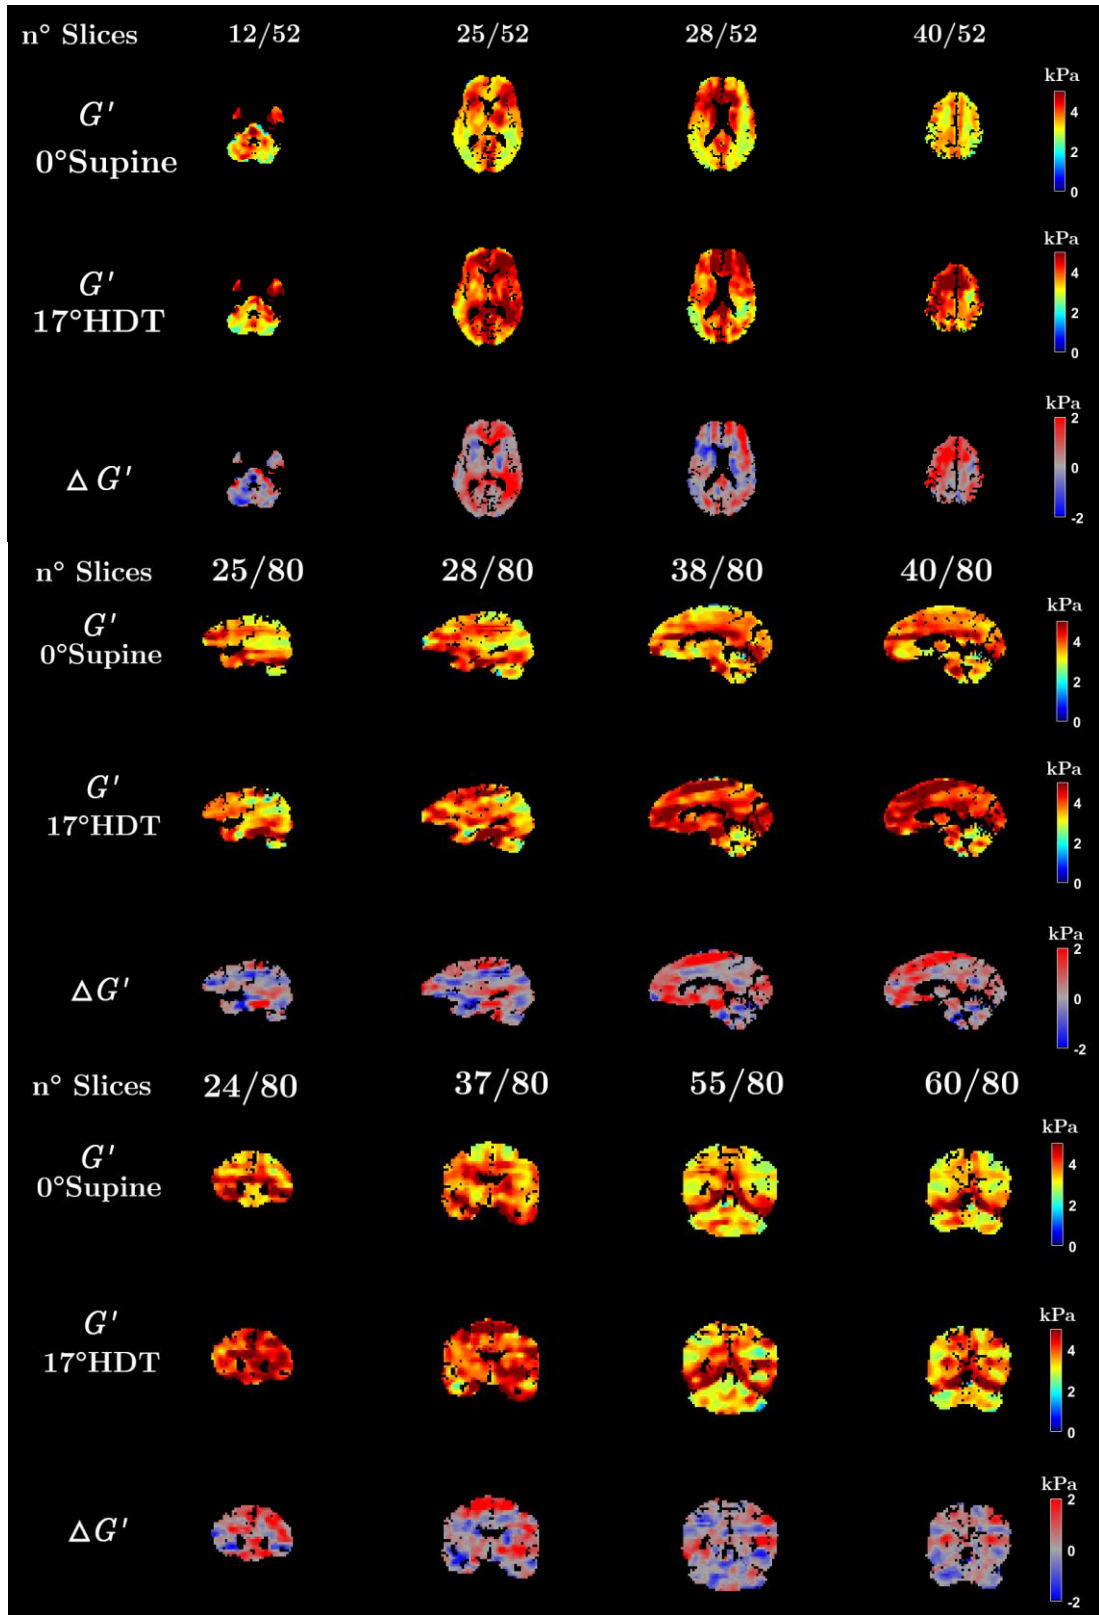 n° Slices 12/52 25/52 28/52 40/52
kPa
G' 4
0°Supine 2
0
kPa
G' 4
17°HDT 2
0
kPa
2
△ G' 0
-2
n° Slices 25/80 28/80 38/80 40/80
kPa
G' 4
0°Supine 2
0
kPa
G' 4
17°HDT 2
0
kPa
2
△G' 0
-2
n° Slices 24/80 37/80 55/80 60/80
kPa
G' 4
0°Supine 2
0
kPa
G' 4
17°HDT 2
0
kPa
2
△G' 0
-2